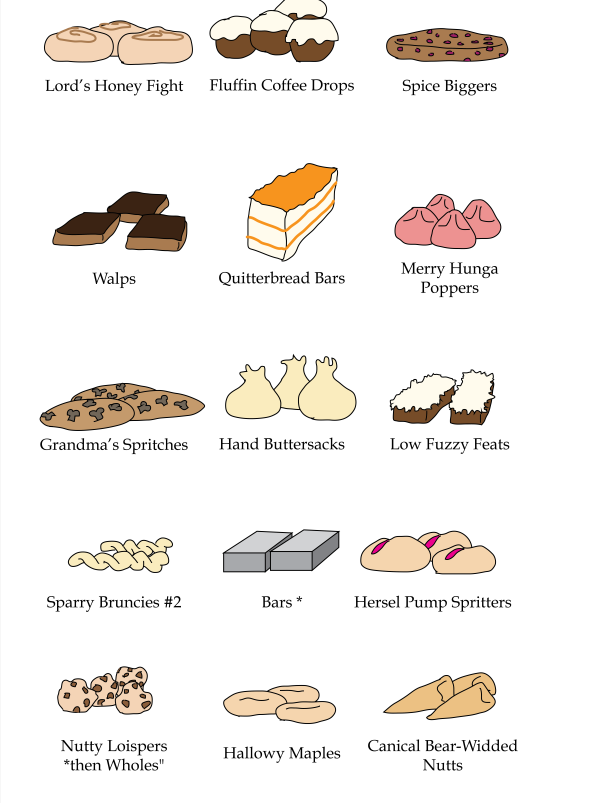 Lord's Honey Fight
Fluffin Coffee Drops
Spice Biggers
Walps
Quitterbread Bars
Merry Hunga
Poppers
Grandma's Spritches
Hand Buttersacks
Low Fuzzy Feats
Sparry Bruncies #2
Bars *
Hersel Pump Spritters
Nutty Loispers
*then Wholes"
Hallowy Maples
Canical Bear-Widded
Nutts